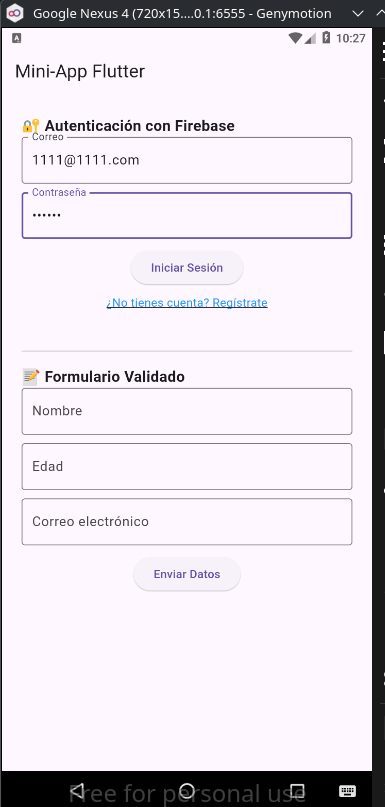 Google Nexus 4 (720x15....0.1:6555 - Genymotion
A
10:27
Mini-App Flutter
🔐 Autenticación con Firebase
Correo
1111@1111.com
Contraseña
••••••
Iniciar Sesión
¿No tienes cuenta? Regístrate
📝 Formulario Validado
Nombre
Edad
Correo electrónico
Enviar Datos
Free for personal use